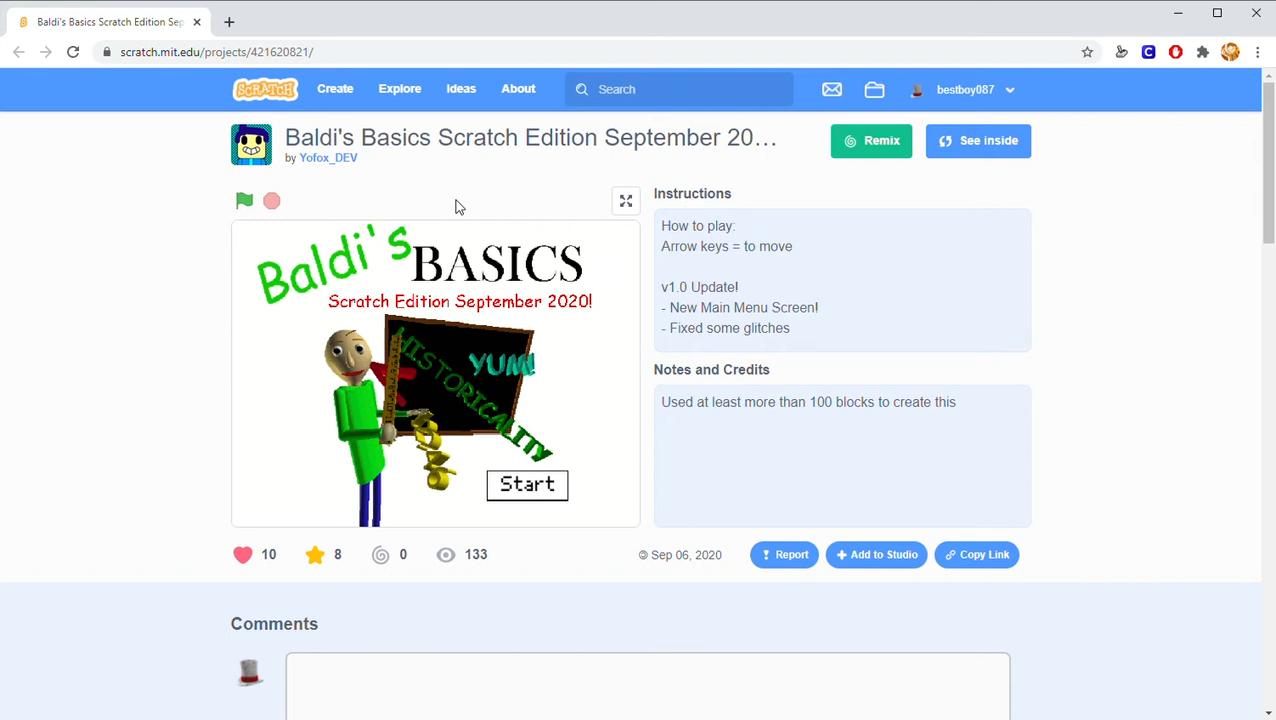 Baldi's Basics Scratch Edition Sep
scratch.mit.edu/projects/421620821/
SCRATCH
Create
Explore
Ideas
About
Search
bestboy087
Baldi's Basics Scratch Edition September 20...
by Yofox_DEV
Remix
See inside
Instructions
How to play:
Arrow keys = to move
v1.0 Update!
- New Main Menu Screen!
- Fixed some glitches
Baldi's BASICS
Scratch Edition September 2020!
HISTORICALITY
YUM!
Start
Notes and Credits
Used at least more than 100 blocks to create this
10
8
0
133
© Sep 06, 2020
Report
Add to Studio
Copy Link
Comments